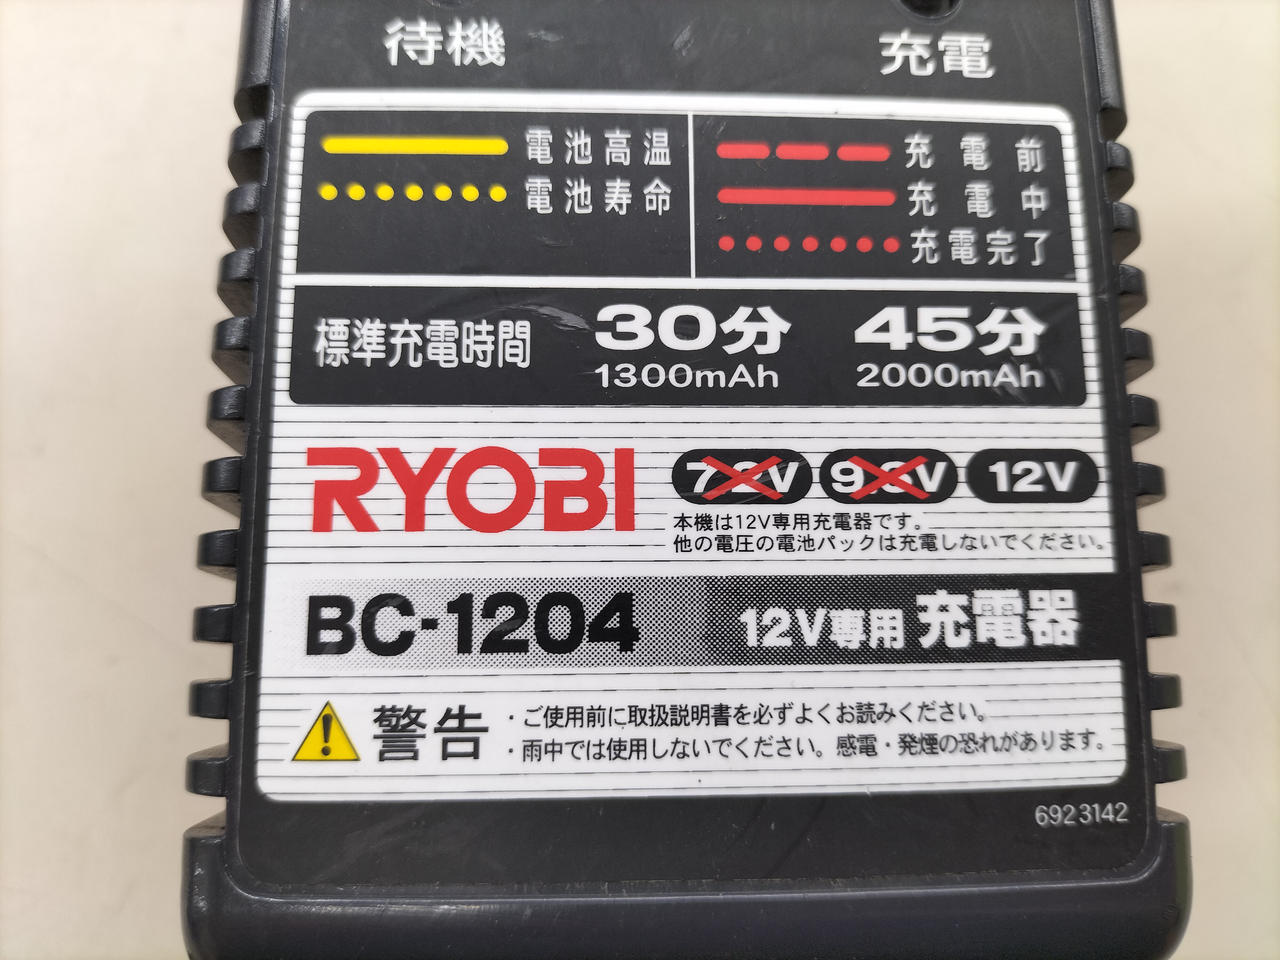 待機
充電
電池高温
電池寿命
充電前
充電中
充電完了
標準充電時間
30分
1300mAh
45分
2000mAh
RYOBI
7.2V
9.6V
12V
本機は12V専用充電器です。
他の電圧の電池パックは充電しないでください。
BC-1204
12V専用充電器
警告
・ご使用前に取扱説明書を必ずよくお読みください。
・雨中では使用しないでください。感電・発煙の恐れがあります。
6923142